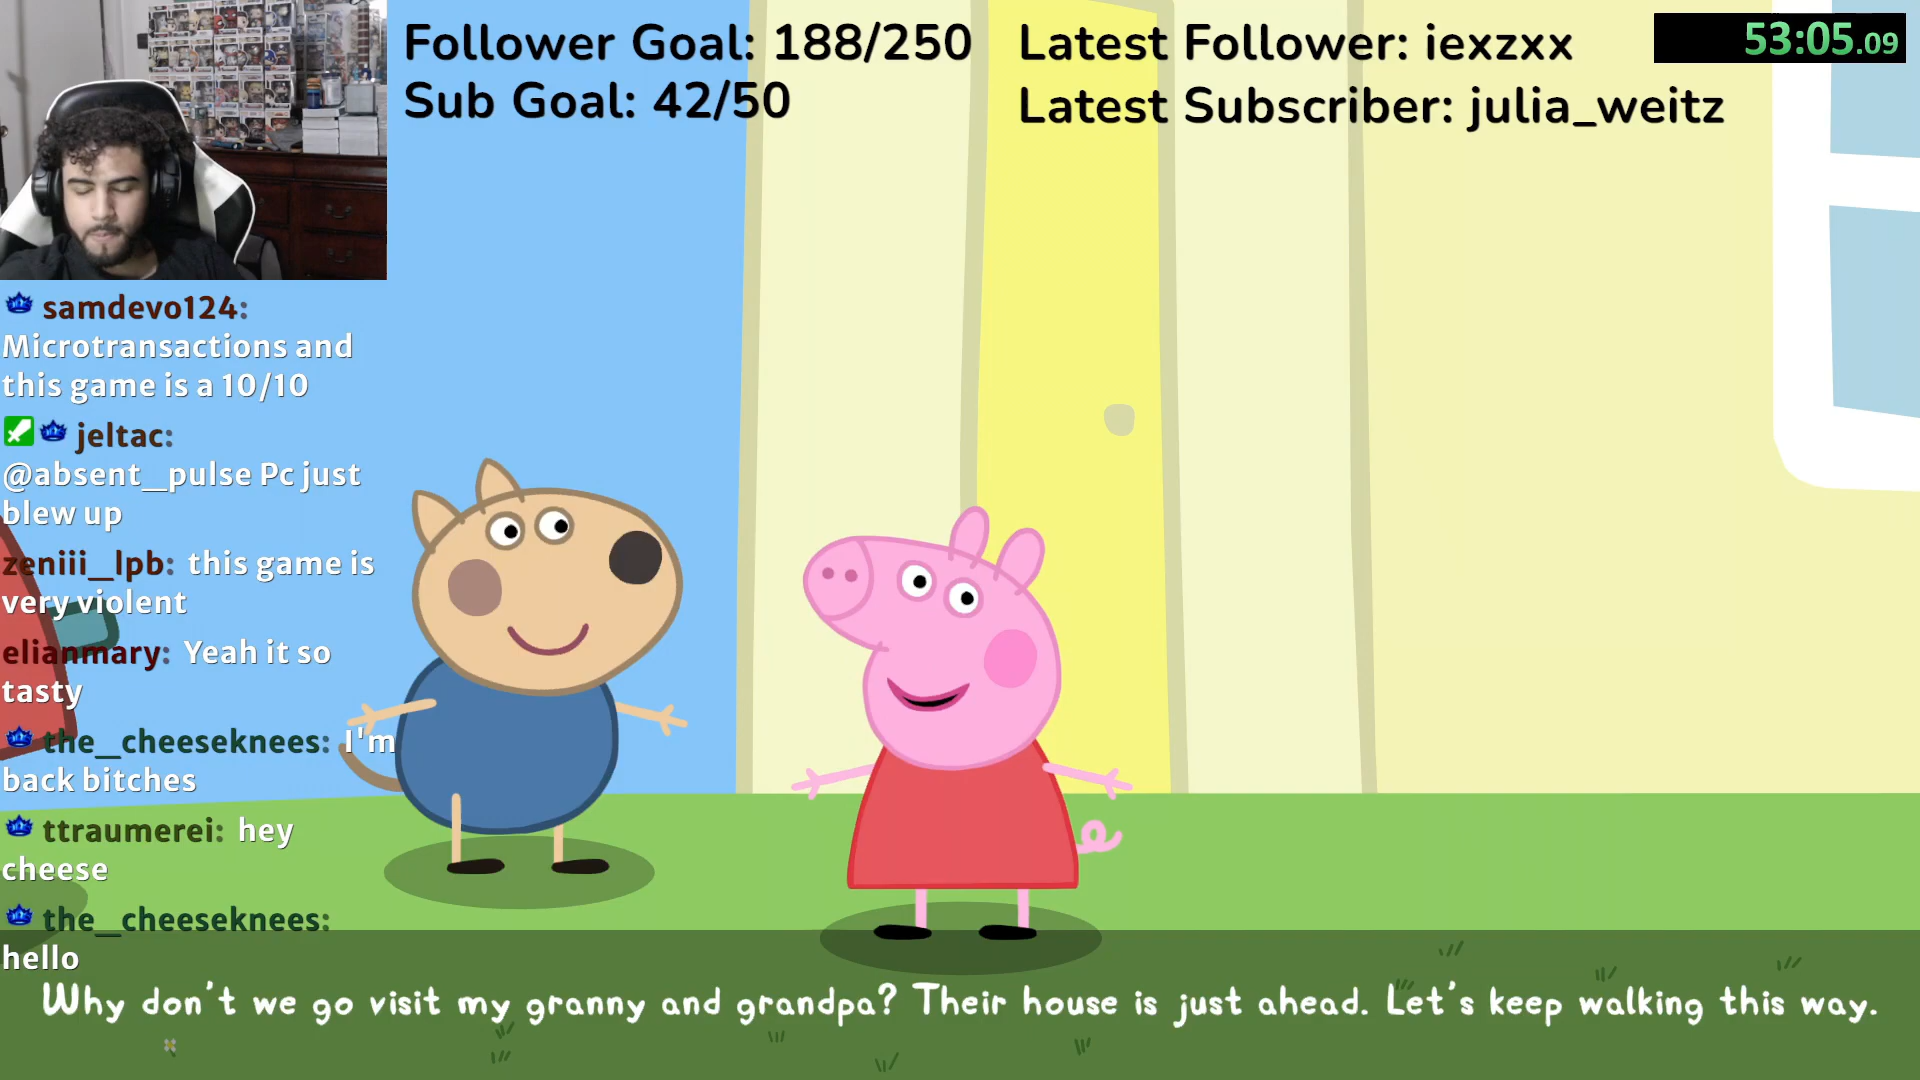 Follower Goal: 188/250
Sub Goal: 42/50
Latest Follower: iexzxx
Latest Subscriber: julia_weitz
53:05.09
samdevo124:
Microtransactions and
this game is a 10/10
jeltac:
@absent_pulse Pc just
blew up
zeniii_lpb: this game is
very violent
elianmary: Yeah it so
tasty
the_cheeseknees: I'm
back bitches
ttraumerei: hey
cheese
the_cheeseknees:
hello
Why don't we go visit my granny and grandpa? Their house is just ahead. Let's keep walking this way.